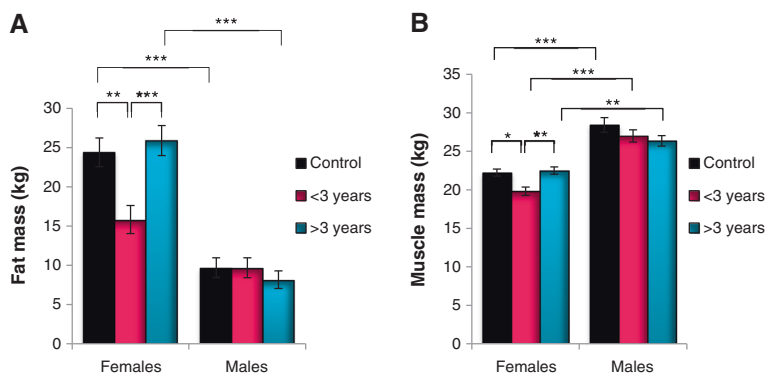 A
***
***
** ***
Fat mass (kg)
30
25
20
15
10
5
0
Females Males
Control
<3 years
>3 years
B
***
***
**
* **
Muscle mass (kg)
35
30
25
20
15
10
5
0
Females Males
Control
<3 years
>3 years